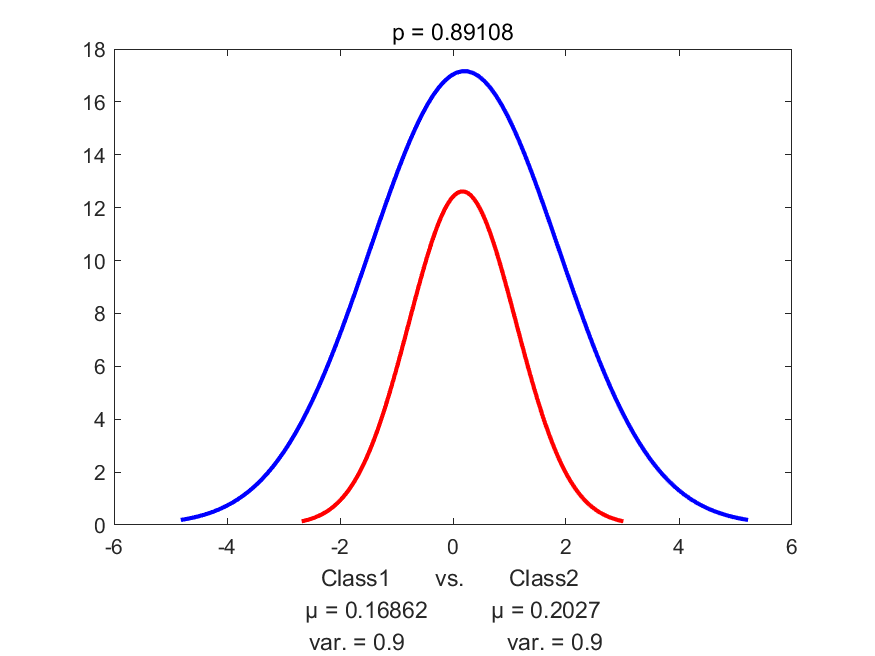 p = 0.89108
18
16
14
12
10
8
6
4
2
0
-6 -4 -2 0 2 4 6
Class1 vs. Class2
μ = 0.16862 μ = 0.2027
var. = 0.9 var. = 0.9